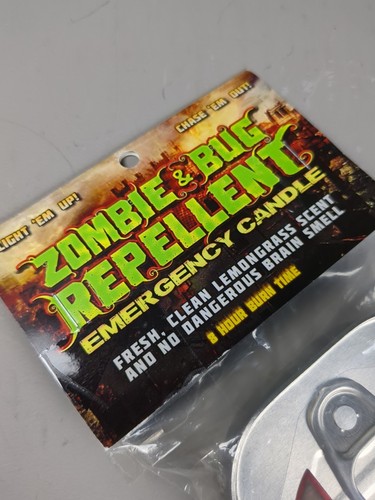 LIGHT 'EM UP!
CHASE 'EM OUT!
ZOMBIE & BUG
REPELLENT
EMERGENCY CANDLE
FRESH, CLEAN LEMONGRASS SCENT
AND NO DANGEROUS BRAIN SMELL
8 HOUR BURN TIME